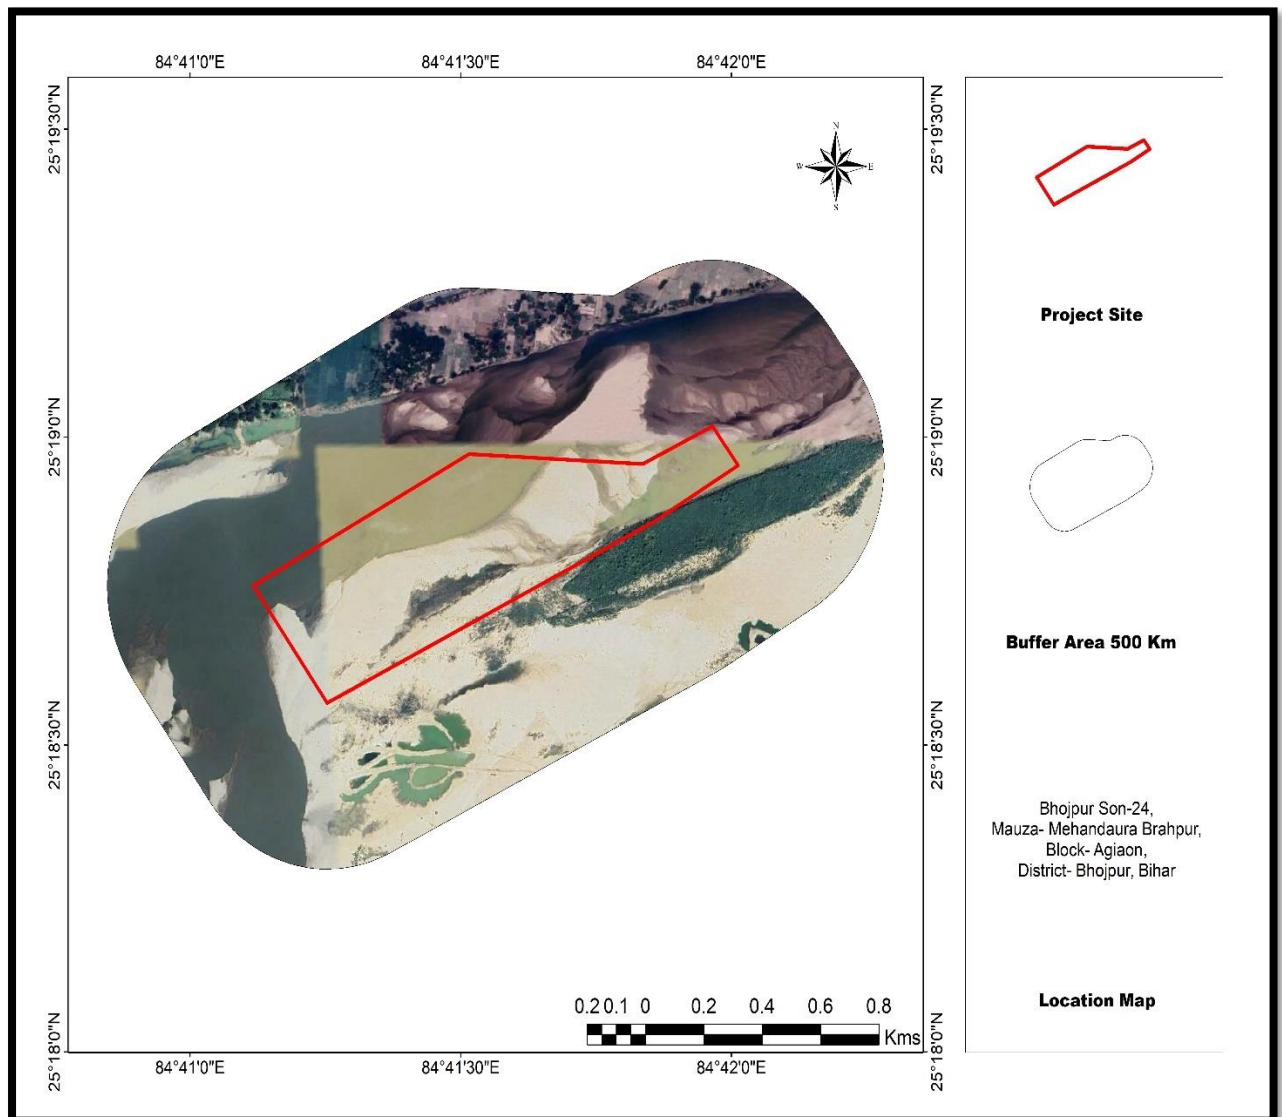 84°41'0"E 84°41'30"E 84°42'0"E
25°19'30"N 25°19'30"N
N
W E
S
Project Site
25°19'0"N 25°19'0"N
Buffer Area 500 Km
25°18'30"N 25°18'30"N
Bhojpur Son-24,
Mauza- Mehandaura Brahpur,
Block- Agiaon,
District- Bhojpur, Bihar
Location Map
0.2 0.1 0 0.2 0.4 0.6 0.8
Kms
25°18'0"N 25°18'0"N
84°41'0"E 84°41'30"E 84°42'0"E